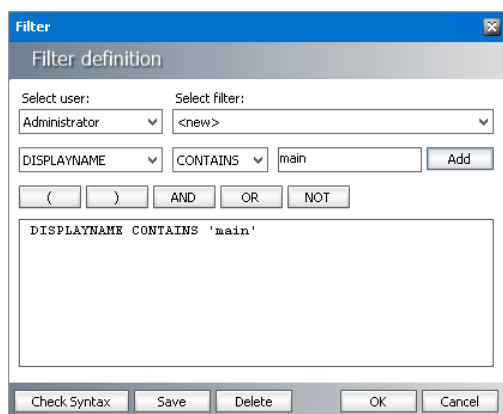 Filter
Filter definition
Select user: Select filter:
Administrator <new>
DISPLAYNAME CONTAINS main Add
( ) AND OR NOT
DISPLAYNAME CONTAINS 'main'
Check Syntax Save Delete OK Cancel